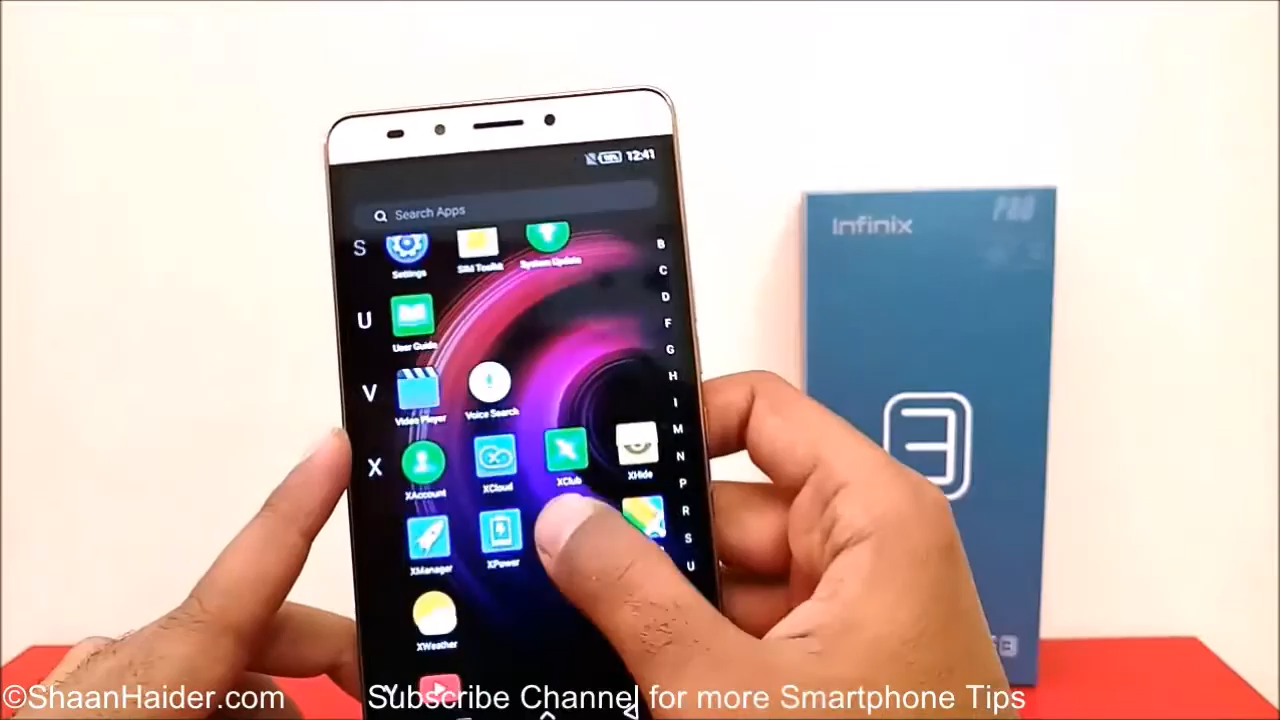 12:41
Search Apps
S
Settings
SIM Toolkit
System Update
U
User Guide
V
Video Player
Voice Search
X
XAccount
XCloud
XClub
XHide
XManager
XPower
XWeather
Y
B
C
D
F
G
H
I
M
N
P
R
S
U
Infinix
PRO
3
©ShaanHaider.com
Subscribe Channel for more Smartphone Tips